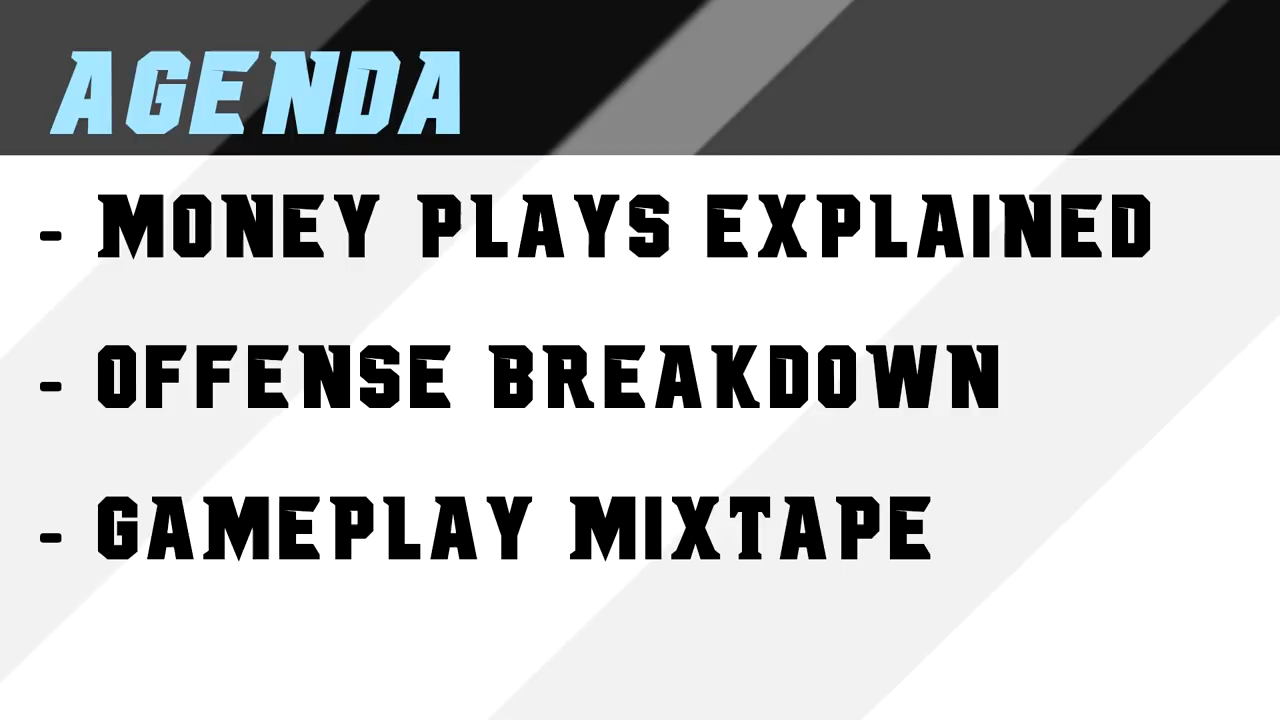 AGENDA
- MONEY PLAYS EXPLAINED
- OFFENSE BREAKDOWN
- GAMEPLAY MIXTAPE